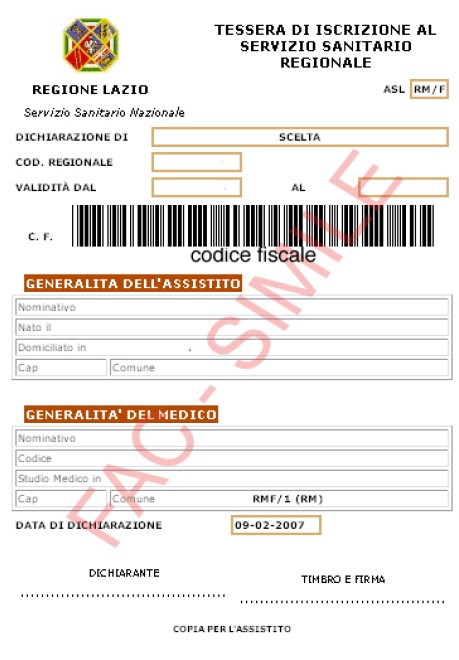 TESSERA DI ISCRIZIONE AL
SERVIZIO SANITARIO
REGIONALE
REGIONE LAZIO
ASL RM/F
Servizio Sanitario Nazionale
DICHIARAZIONE DI SCELTA
COD. REGIONALE
VALIDITÀ DAL AL
C. F.
codice fiscale
GENERALITA DELL'ASSISTITO
Nominativo
Nato il
Domiciliato in .
Cap Comune
GENERALITA' DEL MEDICO
Nominativo
Codice
Studio Medico in
Cap Comune RMF/1 (RM)
DATA DI DICHIARAZIONE 09-02-2007
DICHIARANTE TIMBRO E FIRMA
COPIA PER L'ASSISTITO
FAC - SIMILE